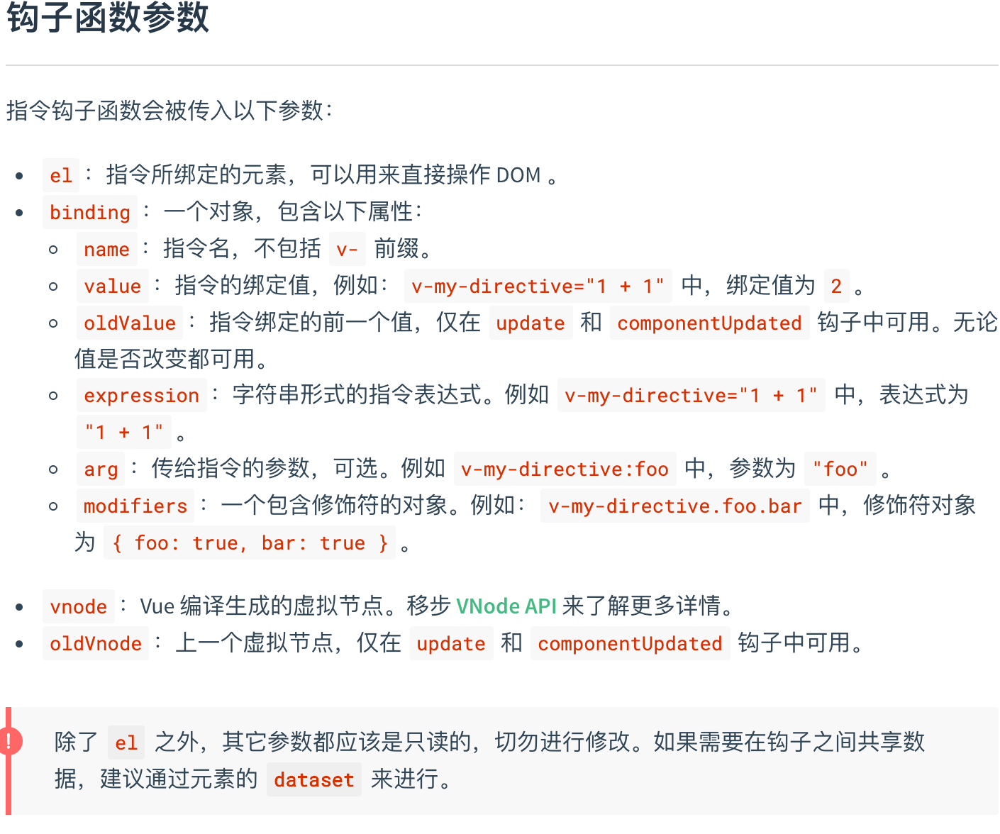 钩子函数参数
指令钩子函数会被传入以下参数：
el：指令所绑定的元素，可以用来直接操作 DOM 。
binding：一个对象，包含以下属性：
name：指令名，不包括 v- 前缀。
value：指令的绑定值，例如：v-my-directive="1 + 1" 中，绑定值为 2。
oldValue：指令绑定的前一个值，仅在 update 和 componentUpdated 钩子中可用。无论
值是否改变都可用。
expression：字符串形式的指令表达式。例如 v-my-directive="1 + 1" 中，表达式为
"1 + 1"。
arg：传给指令的参数，可选。例如 v-my-directive:foo 中，参数为 "foo"。
modifiers：一个包含修饰符的对象。例如：v-my-directive.foo.bar 中，修饰符对象
为 { foo: true, bar: true }。
vnode：Vue 编译生成的虚拟节点。移步 VNode API 来了解更多详情。
oldVnode：上一个虚拟节点，仅在 update 和 componentUpdated 钩子中可用。
除了 el 之外，其它参数都应该是只读的，切勿进行修改。如果需要在钩子之间共享数
据，建议通过元素的 dataset 来进行。